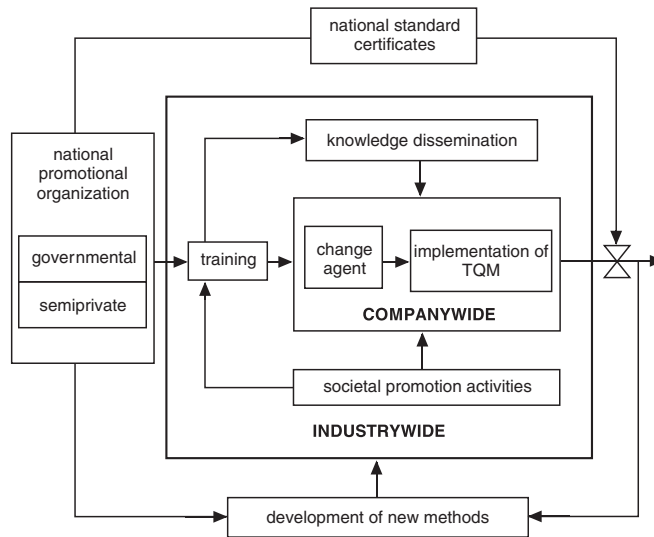 national standard
certificates
national
promotional
organization
governmental
semiprivate
knowledge dissemination
training
change
agent
implementation of
TQM
COMPANYWIDE
societal promotion activities
INDUSTRYWIDE
development of new methods